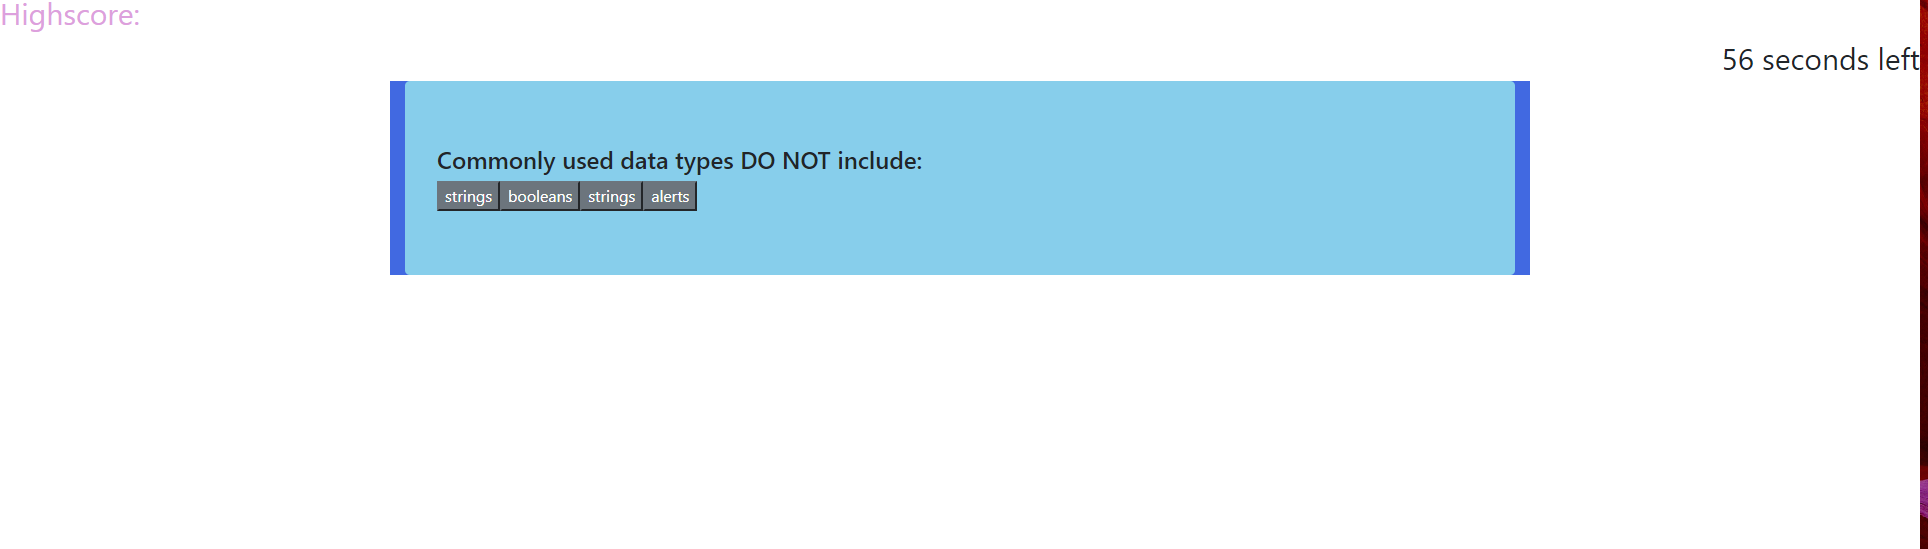 Highscore:
56 seconds left
Commonly used data types DO NOT include:
strings booleans strings alerts